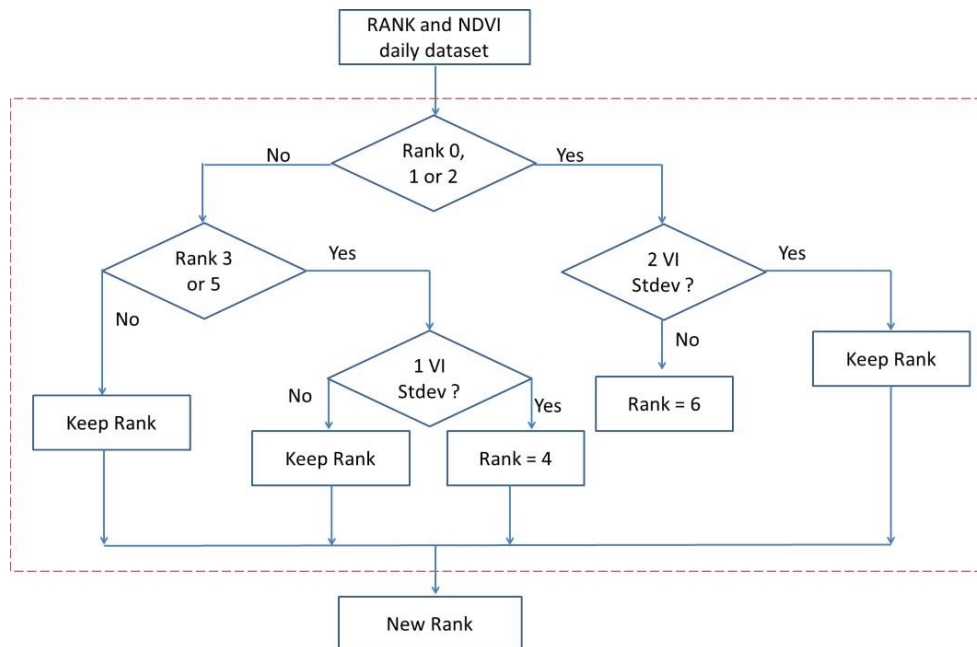 RANK and NDVI
daily dataset
Rank 0,
1 or 2
No
Yes
Rank 3
or 5
Yes
No
2 VI
Stdev ?
Yes
No
1 VI
Stdev ?
No
Yes
Keep Rank
Rank = 6
Keep Rank
Keep Rank
Rank = 4
New Rank